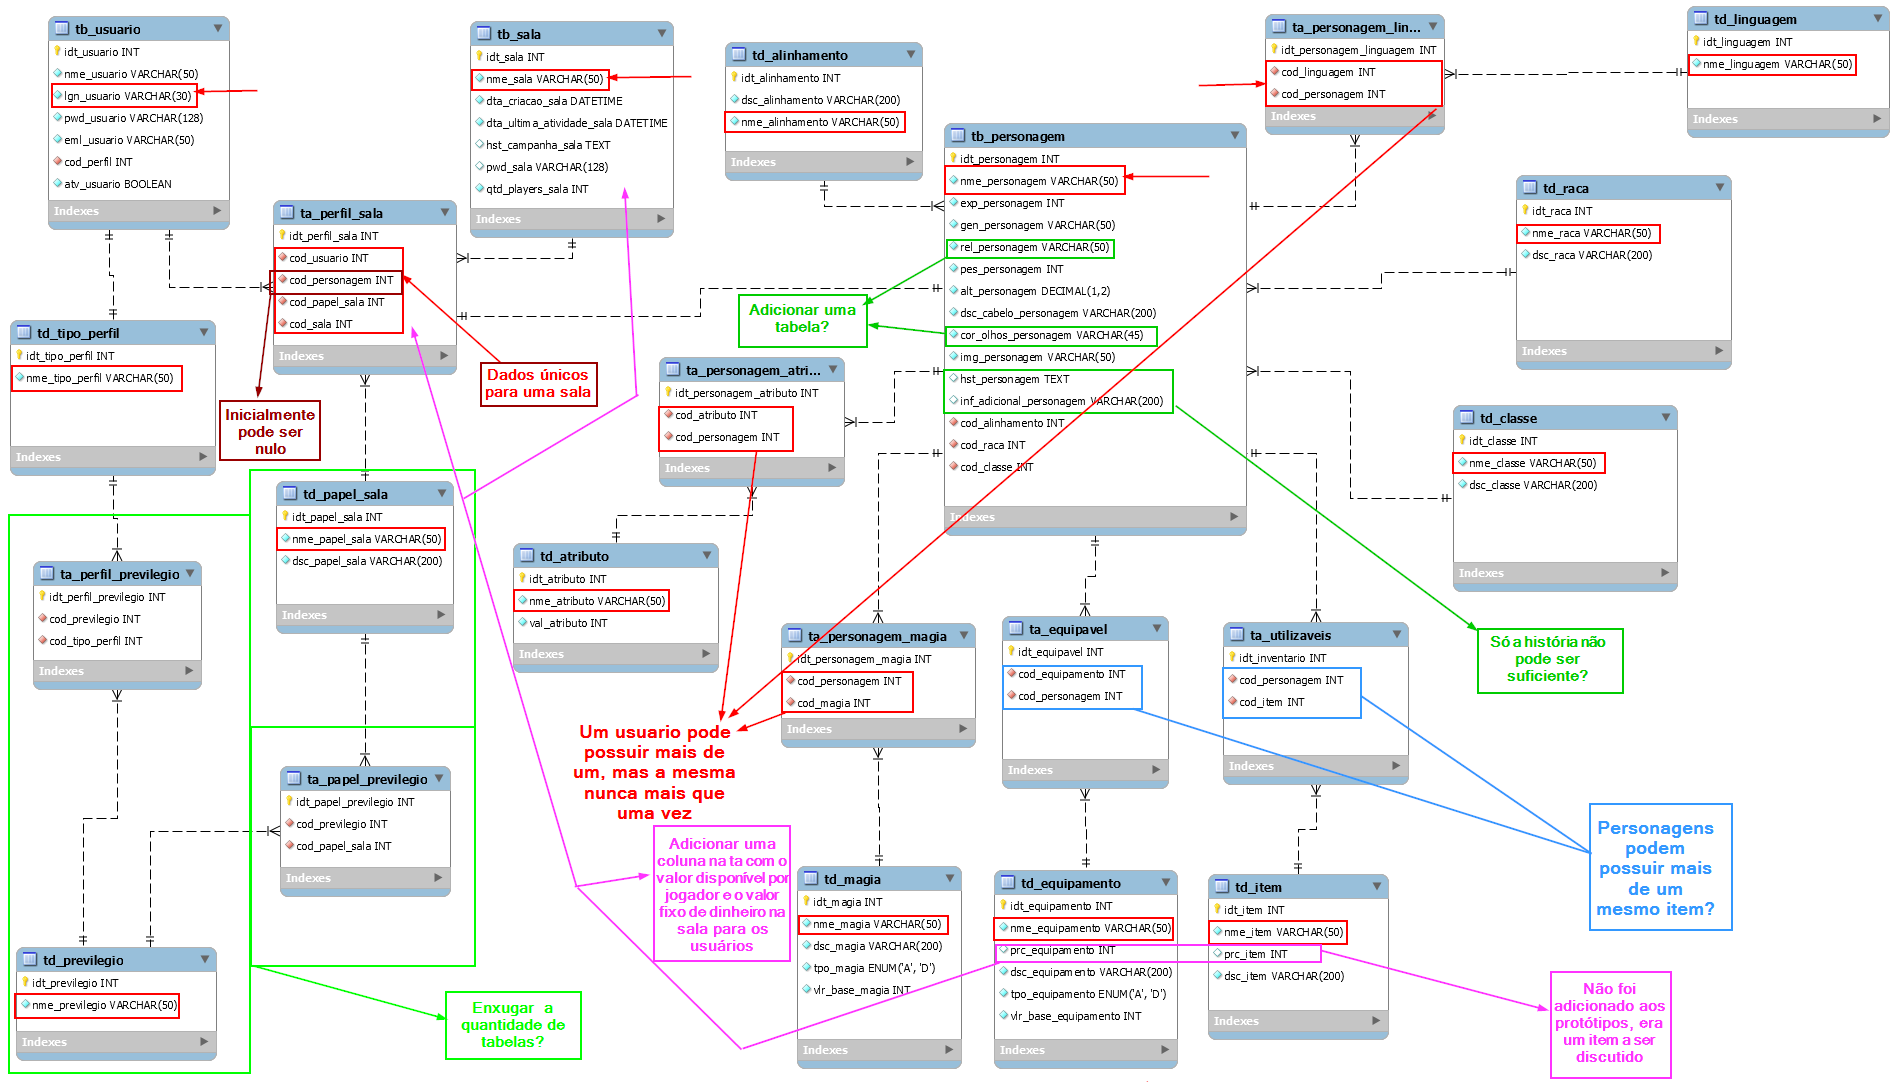 tb_usuario
idt_usuario INT
nme_usuario VARCHAR(50)
lgn_usuario VARCHAR(30)
pwd_usuario VARCHAR(128)
eml_usuario VARCHAR(50)
cod_perfil INT
atv_usuario BOOLEAN
Indexes
tb_sala
idt_sala INT
nme_sala VARCHAR(50)
dta_criacao_sala DATETIME
dta_ultima_atividade_sala DATETIME
hst_campanha_sala TEXT
pwd_sala VARCHAR(128)
qtd_players_sala INT
Indexes
td_alinhamento
idt_alinhamento INT
dsc_alinhamento VARCHAR(200)
nme_alinhamento VARCHAR(50)
Indexes
ta_personagem_lin...
idt_personagem_linguagem INT
cod_linguagem INT
cod_personagem INT
Indexes
td_linguagem
idt_linguagem INT
nme_linguagem VARCHAR(50)
Indexes
tb_personagem
idt_personagem INT
nme_personagem VARCHAR(50)
exp_personagem INT
gen_personagem VARCHAR(50)
rel_personagem VARCHAR(50)
pes_personagem INT
alt_personagem DECIMAL(1,2)
dsc_cabelo_personagem VARCHAR(200)
cor_olhos_personagem VARCHAR(45)
img_personagem VARCHAR(50)
hst_personagem TEXT
inf_adicional_personagem VARCHAR(200)
cod_alinhamento INT
cod_raca INT
cod_classe INT
Indexes
td_raca
idt_raca INT
nme_raca VARCHAR(50)
dsc_raca VARCHAR(200)
Indexes
ta_perfil_sala
idt_perfil_sala INT
cod_usuario INT
cod_personagem INT
cod_papel_sala INT
cod_sala INT
Indexes
Adicionar uma
tabela?
td_tipo_perfil
idt_tipo_perfil INT
nme_tipo_perfil VARCHAR(50)
Indexes
Inicialmente
pode ser
nulo
Dados únicos
para uma sala
ta_personagem_atri...
idt_personagem_atributo INT
cod_atributo INT
cod_personagem INT
Indexes
td_classe
idt_classe INT
nme_classe VARCHAR(50)
dsc_classe VARCHAR(200)
Indexes
td_papel_sala
idt_papel_sala INT
nme_papel_sala VARCHAR(50)
dsc_papel_sala VARCHAR(200)
Indexes
td_atributo
idt_atributo INT
nme_atributo VARCHAR(50)
val_atributo INT
Indexes
ta_perfil_previlegio
idt_perfil_previlegio INT
cod_previlegio INT
cod_tipo_perfil INT
Indexes
ta_personagem_magia
idt_personagem_magia INT
cod_personagem INT
cod_magia INT
Indexes
ta_equipavel
idt_equipavel INT
cod_equipamento INT
cod_personagem INT
Indexes
ta_utilizaveis
idt_inventario INT
cod_personagem INT
cod_item INT
Indexes
Só a história não
pode ser
suficiente?
Um usuario pode
possuir mais de
um, mas a mesma
nunca mais que
uma vez
ta_papel_previlegio
idt_papel_previlegio INT
cod_previlegio INT
cod_papel_sala INT
Indexes
Adicionar uma
coluna na ta com o
valor disponível por
jogador e o valor
fixo de dinheiro na
sala para os
usuários
Personagens
podem
possuir mais
de um
mesmo item?
td_magia
idt_magia INT
nme_magia VARCHAR(50)
dsc_magia VARCHAR(200)
tpo_magia ENUM('A', 'D')
vlr_base_magia INT
Indexes
td_equipamento
idt_equipamento INT
nme_equipamento VARCHAR(50)
prc_equipamento INT
dsc_equipamento VARCHAR(200)
tpo_equipamento ENUM('A', 'D')
vlr_base_equipamento INT
Indexes
td_item
idt_item INT
nme_item VARCHAR(50)
prc_item INT
dsc_item VARCHAR(200)
Indexes
td_previlegio
idt_previlegio INT
nme_previlegio VARCHAR(50)
Indexes
Enxugar a
quantidade de
tabelas?
Não foi
adicionado aos
protótipos, era
um item a ser
discutido